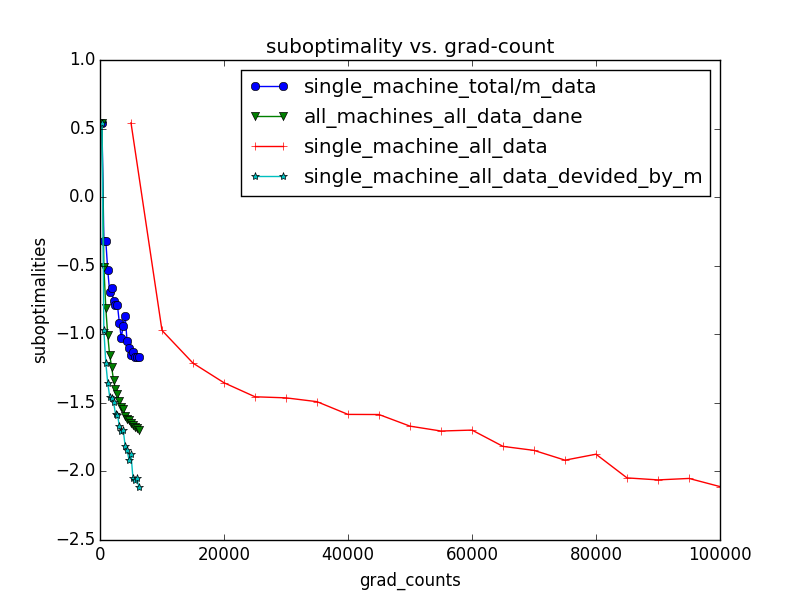 suboptimality vs. grad-count
single_machine_total/m_data
all_machines_all_data_dane
single_machine_all_data
single_machine_all_data_devided_by_m
suboptimalities
1.0
0.5
0.0
−0.5
−1.0
−1.5
−2.0
−2.5
0 20000 40000 60000 80000 100000
grad_counts